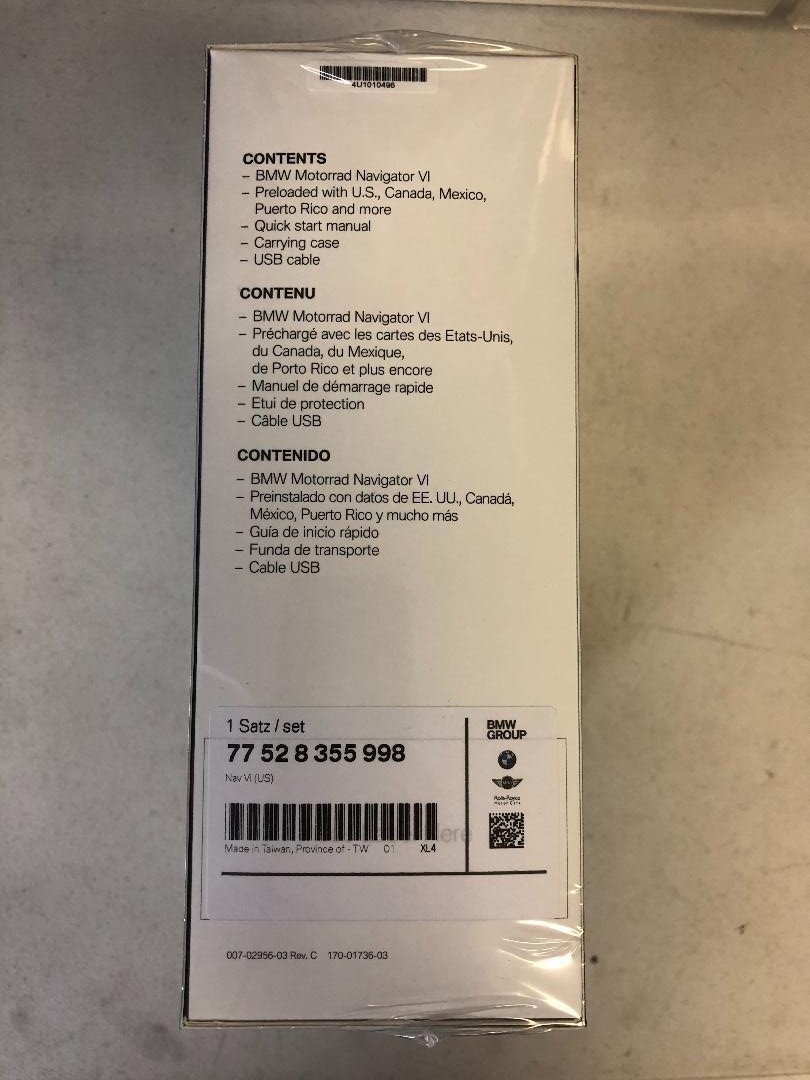 4U1010496
CONTENTS
– BMW Motorrad Navigator VI
– Preloaded with U.S., Canada, Mexico,
Puerto Rico and more
– Quick start manual
– Carrying case
– USB cable
CONTENU
– BMW Motorrad Navigator VI
– Préchargé avec les cartes des Etats-Unis,
du Canada, du Mexique,
de Porto Rico et plus encore
– Manuel de démarrage rapide
– Etui de protection
– Câble USB
CONTENIDO
– BMW Motorrad Navigator VI
– Preinstalado con datos de EE. UU., Canadá,
México, Puerto Rico y mucho más
– Guía de inicio rápido
– Funda de transporte
– Cable USB
1 Satz / set
77 52 8 355 998
Nav VI (US)
Made in Taiwan, Province of - TW 01 XL4
BMW
GROUP
Rolls-Royce
Motor Cars
007-02956-03 Rev. C 170-01736-03